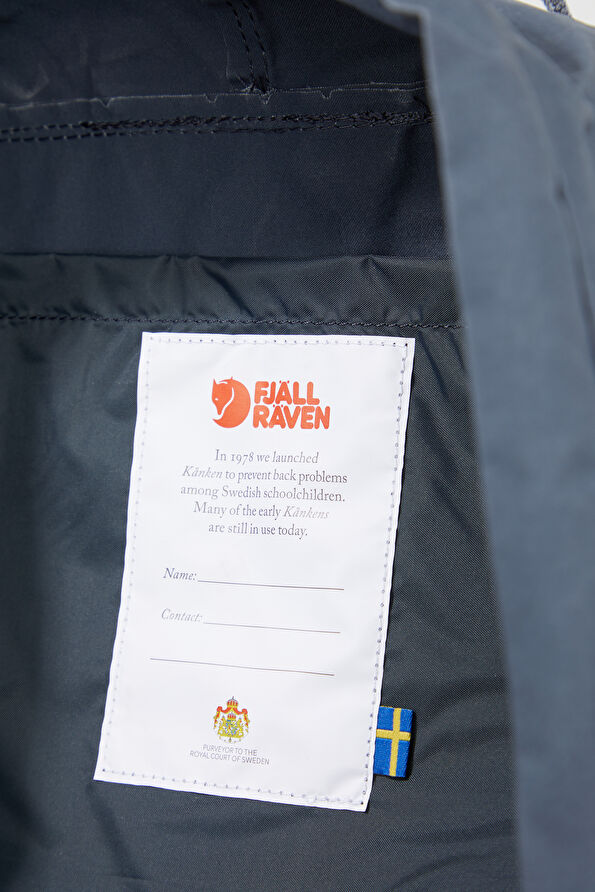 FJÄLL
RÄVEN
In 1978 we launched
Kånken to prevent back problems
among Swedish schoolchildren.
Many of the early Kånkens
are still in use today.
Name:
Contact:
PURVEYOR TO THE
ROYAL COURT OF SWEDEN